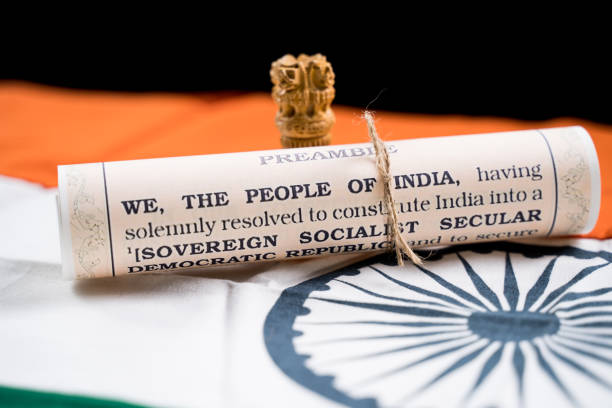 PREAMBLE
WE, THE PEOPLE OF INDIA, having
solemnly resolved to constitute India into a
¹[SOVEREIGN SOCIALIST SECULAR
DEMOCRATIC REPUBLIC] and to secure